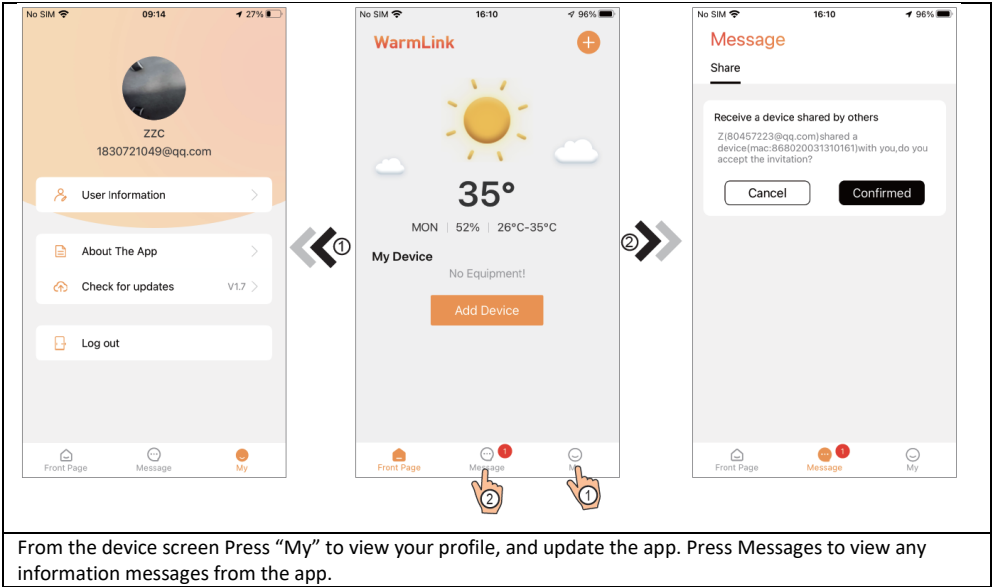 No SIM 09:14 27%
ZZC
1830721049@qq.com
User Information
About The App
Check for updates V1.7
Log out
Front Page Message My
①
No SIM 16:10 96%
WarmLink
35°
MON | 52% | 26°C-35°C
My Device
No Equipment!
Add Device
1
Front Page Message My
② ①
②
No SIM 16:10 96%
Message
Share
Receive a device shared by others
Z(80457223@qq.com)shared a
device(mac:868020031310161)with you,do you
accept the invitation?
Cancel Confirmed
1
Front Page Message My
From the device screen Press “My” to view your profile, and update the app. Press Messages to view any
information messages from the app.